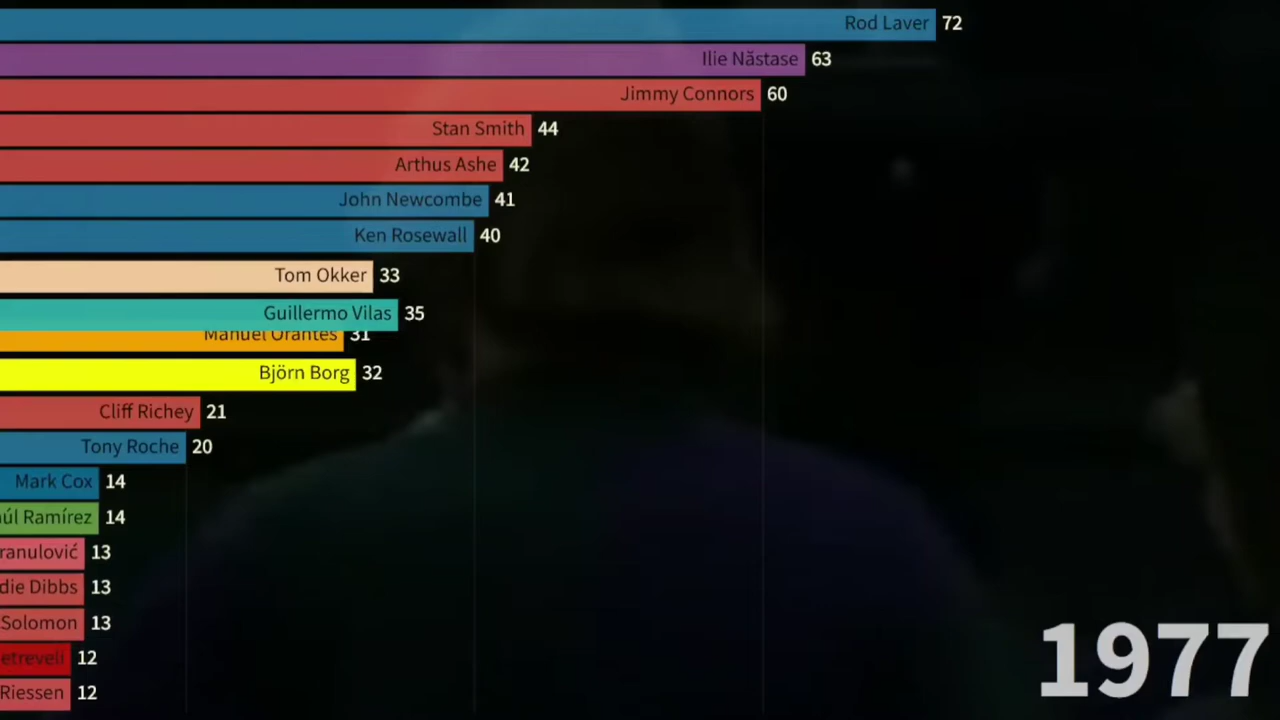 Rod Laver 72
Ilie Năstase 63
Jimmy Connors 60
Stan Smith 44
Arthus Ashe 42
John Newcombe 41
Ken Rosewall 40
Tom Okker 33
Guillermo Vilas 35
Manuel Orantes 31
Björn Borg 32
Cliff Richey 21
Tony Roche 20
Mark Cox 14
úl Ramírez 14
ranulović 13
die Dibbs 13
Solomon 13
etreveli 12
Riessen 12
1977